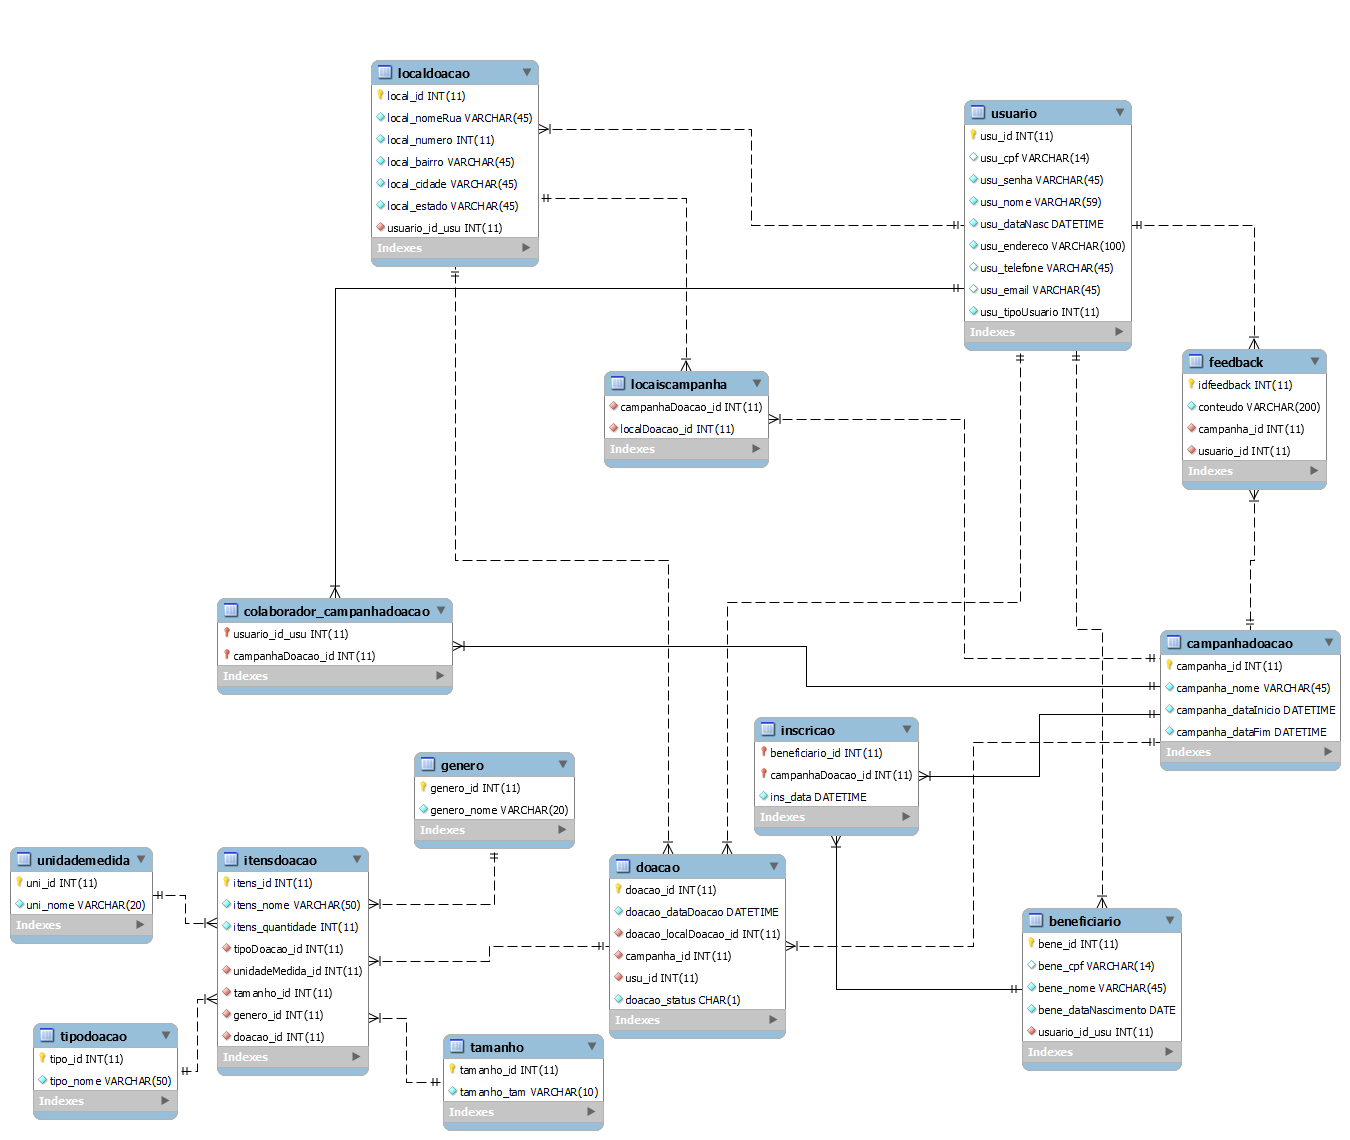 localdoacao
local_id INT(11)
local_nomeRua VARCHAR(45)
local_numero INT(11)
local_bairro VARCHAR(45)
local_cidade VARCHAR(45)
local_estado VARCHAR(45)
usuario_id_usu INT(11)
Indexes
usuario
usu_id INT(11)
usu_cpf VARCHAR(14)
usu_senha VARCHAR(45)
usu_nome VARCHAR(59)
usu_dataNasc DATETIME
usu_endereco VARCHAR(100)
usu_telefone VARCHAR(45)
usu_email VARCHAR(45)
usu_tipoUsuario INT(11)
Indexes
feedback
idfeedback INT(11)
conteudo VARCHAR(200)
campanha_id INT(11)
usuario_id INT(11)
Indexes
locaiscampanha
campanhaDoacao_id INT(11)
localDoacao_id INT(11)
Indexes
colaborador_campanhadoacao
usuario_id_usu INT(11)
campanhaDoacao_id INT(11)
Indexes
campanhadoacao
campanha_id INT(11)
campanha_nome VARCHAR(45)
campanha_dataInicio DATETIME
campanha_dataFim DATETIME
Indexes
inscricao
beneficiario_id INT(11)
campanhaDoacao_id INT(11)
ins_data DATETIME
Indexes
genero
genero_id INT(11)
genero_nome VARCHAR(20)
Indexes
unidademedida
uni_id INT(11)
uni_nome VARCHAR(20)
Indexes
itensdoacao
itens_id INT(11)
itens_nome VARCHAR(50)
itens_quantidade INT(11)
tipoDoacao_id INT(11)
unidadeMedida_id INT(11)
tamanho_id INT(11)
genero_id INT(11)
doacao_id INT(11)
Indexes
doacao
doacao_id INT(11)
doacao_dataDoacao DATETIME
doacao_localDoacao_id INT(11)
campanha_id INT(11)
usu_id INT(11)
doacao_status CHAR(1)
Indexes
beneficiario
bene_id INT(11)
bene_cpf VARCHAR(14)
bene_nome VARCHAR(45)
bene_dataNascimento DATE
usuario_id_usu INT(11)
Indexes
tipodoacao
tipo_id INT(11)
tipo_nome VARCHAR(50)
Indexes
tamanho
tamanho_id INT(11)
tamanho_tam VARCHAR(10)
Indexes